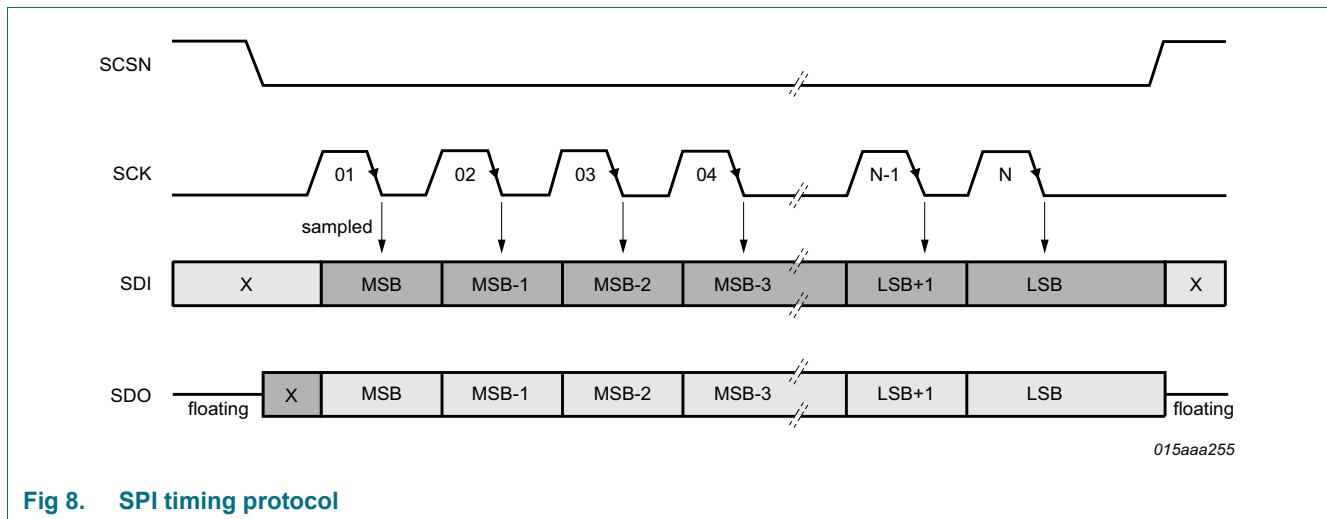 SCSN
SCK
01 02 03 04 N-1 N
sampled
SDI X MSB MSB-1 MSB-2 MSB-3 LSB+1 LSB X
SDO X MSB MSB-1 MSB-2 MSB-3 LSB+1 LSB
floating floating
015aaa255
Fig 8. SPI timing protocol